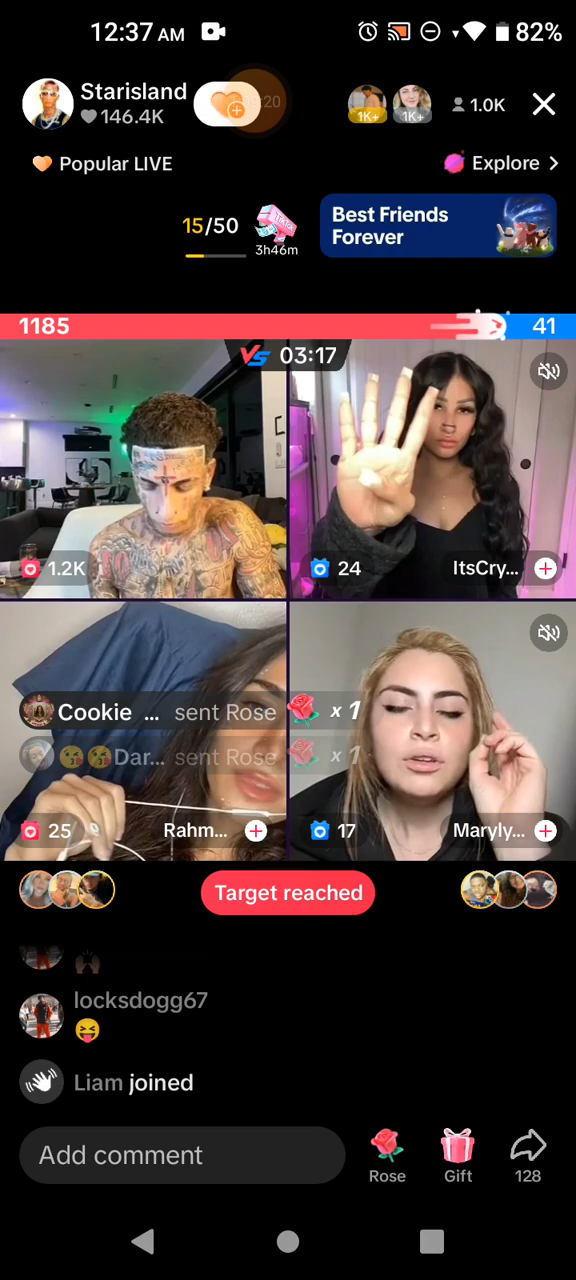 12:37 AM
82%
Starisland
146.4K
1K+
1K+
1.0K
Popular LIVE
Explore >
15/50
TikTok
3h46m
Best Friends
Forever
1185
41
VS 03:17
1.2K
24
ItsCry...
Cookie ... sent Rose x 1
😘😘Dar... sent Rose x 1
25
Rahm...
17
Maryly...
Target reached
locksdogg67
😝
Liam joined
Add comment
Rose
Gift
128